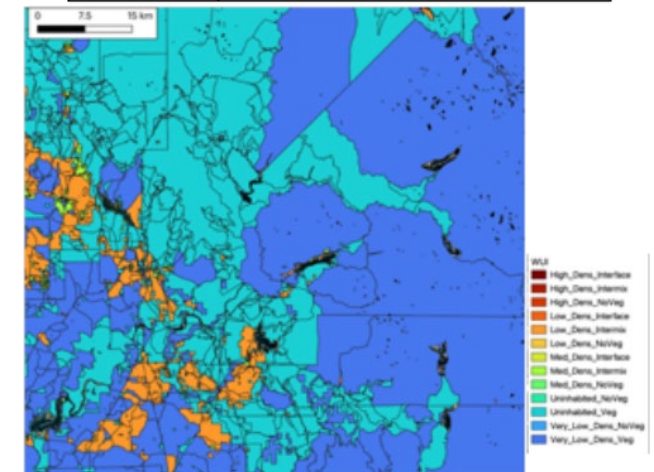 0 7.5 15 km
WUI
High_Dens_Interface
High_Dens_Intermix
High_Dens_NoVeg
Low_Dens_Interface
Low_Dens_Intermix
Low_Dens_NoVeg
Med_Dens_Interface
Med_Dens_Intermix
Med_Dens_NoVeg
Uninhabited_NoVeg
Uninhabited_Veg
Very_Low_Dens_NoVeg
Very_Low_Dens_Veg